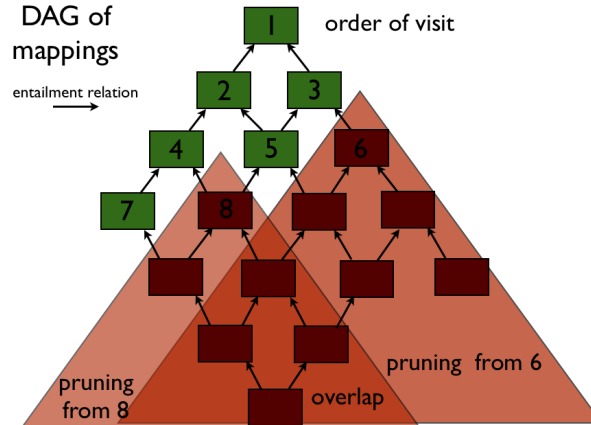 DAG of
mappings
entailment relation
order of visit
1
2
3
4
5
6
7
8
pruning
from 8
overlap
pruning from 6